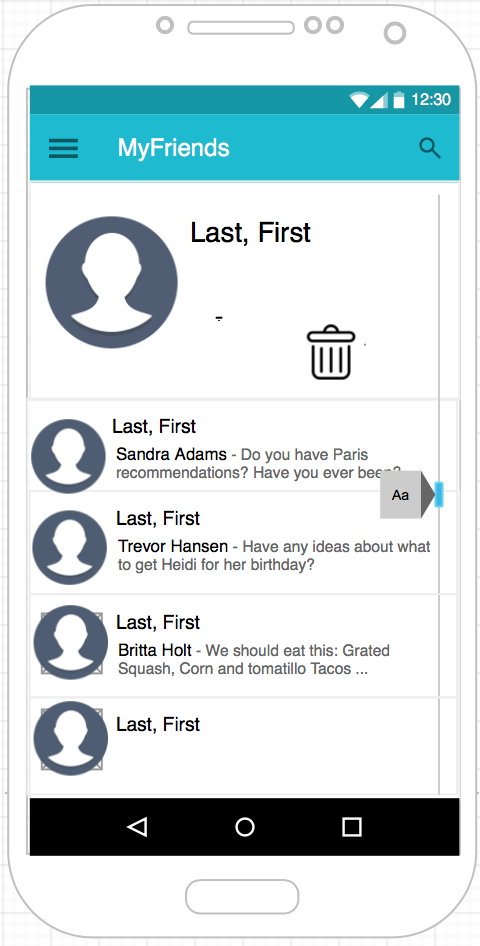 12:30
MyFriends
Last, First
-
Last, First
Sandra Adams - Do you have Paris
recommendations? Have you ever been?
Aa
Last, First
Trevor Hansen - Have any ideas about what
to get Heidi for her birthday?
Last, First
Britta Holt - We should eat this: Grated
Squash, Corn and tomatillo Tacos ...
Last, First